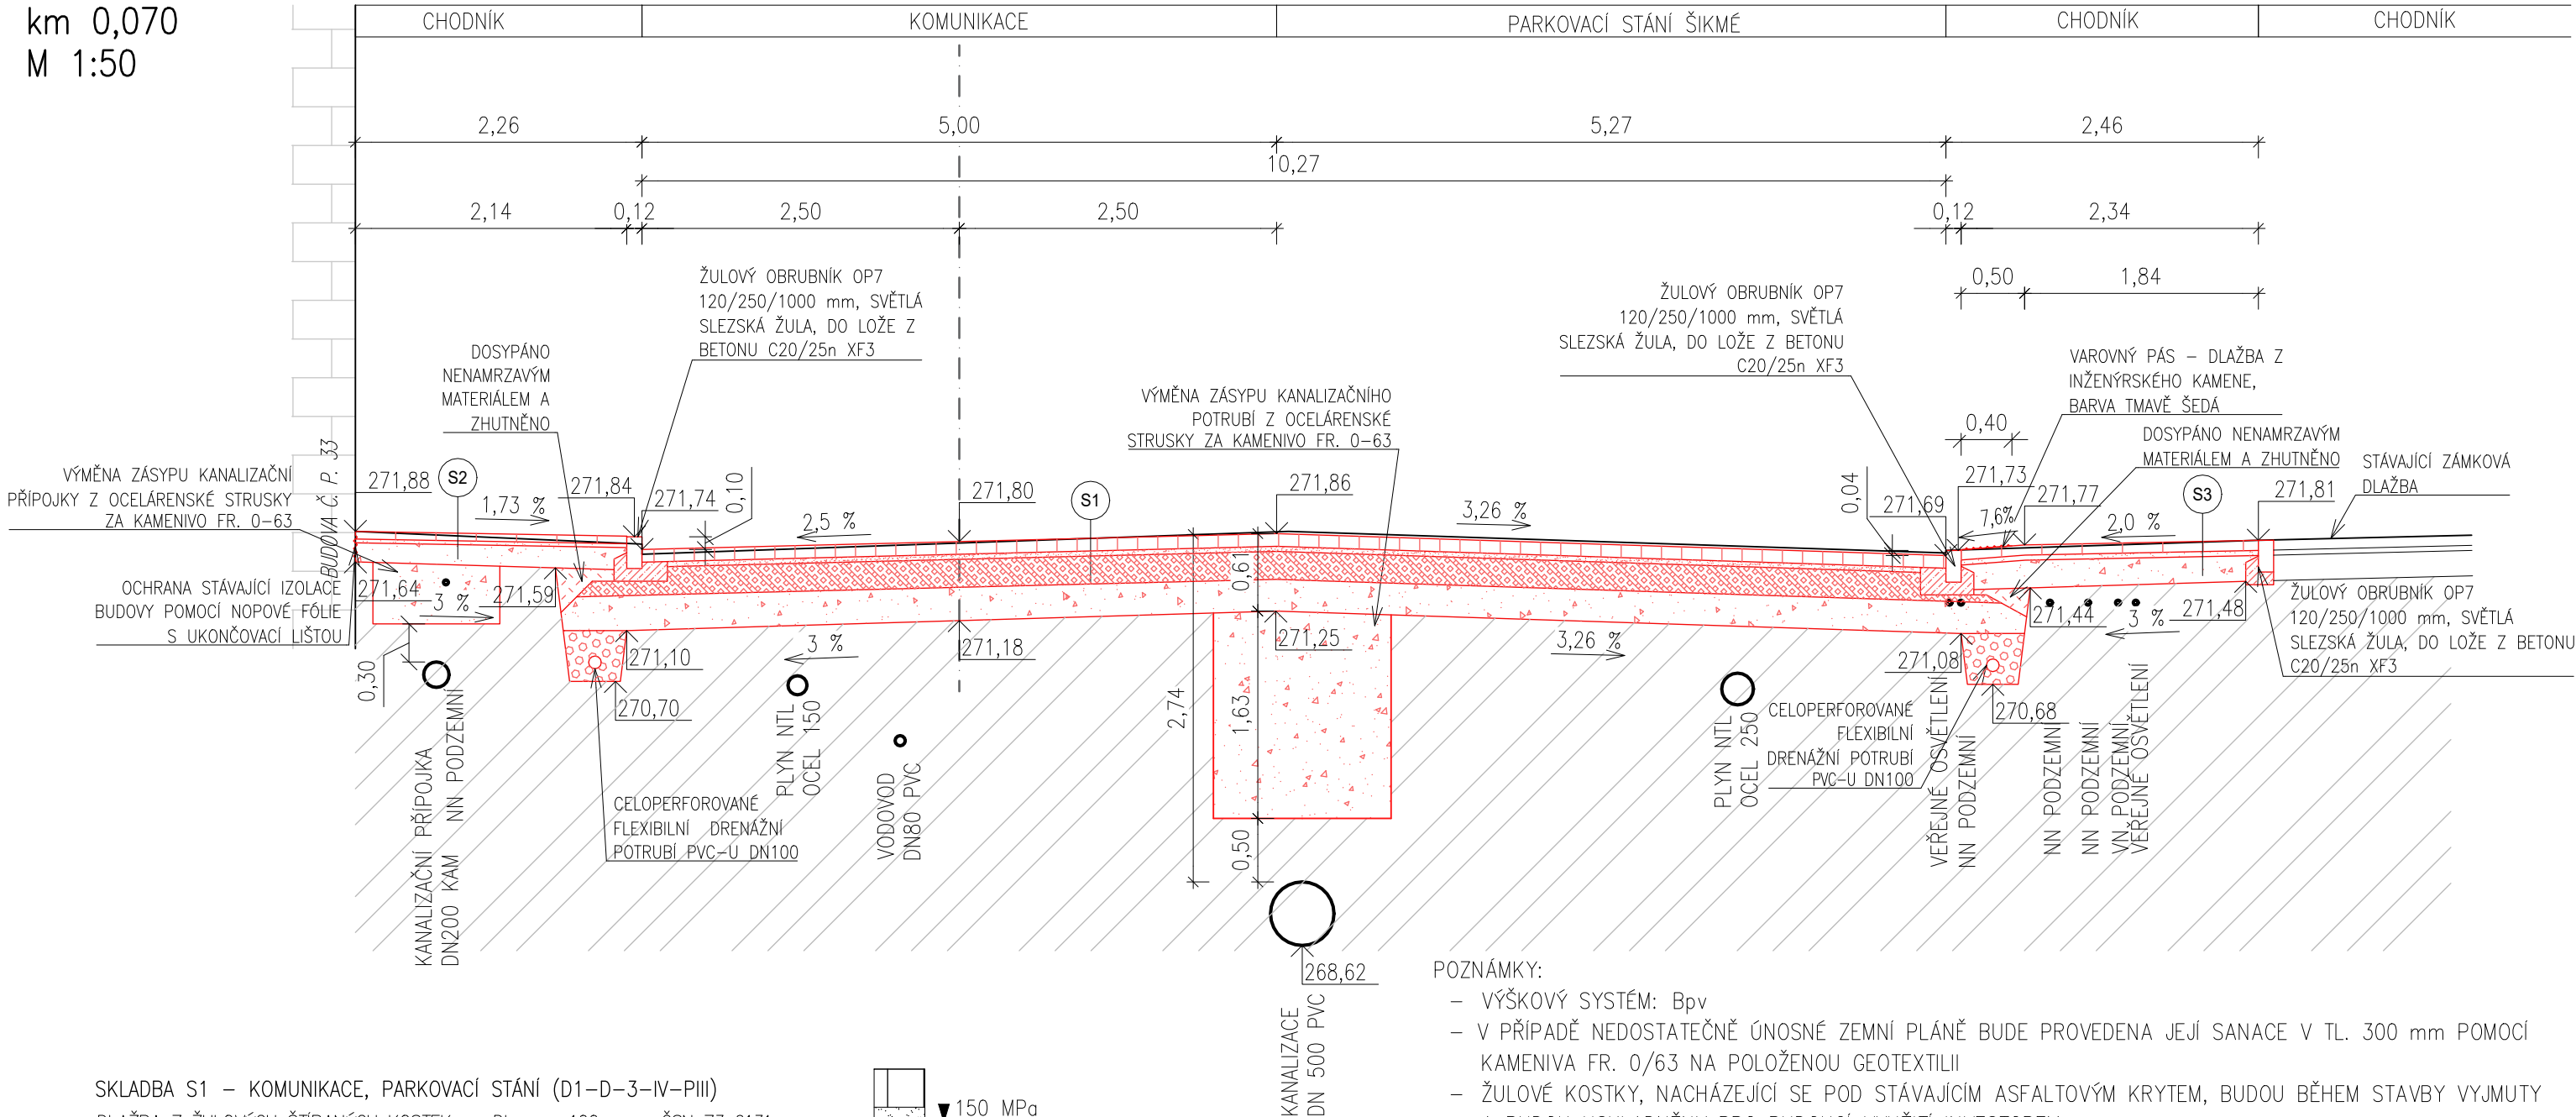 km 0,070
M 1:50
CHODNÍK
KOMUNIKACE
PARKOVACÍ STÁNÍ ŠIKMÉ
CHODNÍK
CHODNÍK
2,26
5,00
5,27
2,46
10,27
2,14
0,12
2,50
2,50
0,12
2,34
0,50
1,84
ŽULOVÝ OBRUBNÍK OP7
120/250/1000 mm, SVĚTLÁ
SLEZSKÁ ŽULA, DO LOŽE Z
BETONU C20/25n XF3
DOSYPÁNO
NENAMRZAVÝM
MATERIÁLEM A
ZHUTNĚNO
VÝMĚNA ZÁSYPU KANALIZAČNÍHO
POTRUBÍ Z OCELÁRENSKÉ
STRUSKY ZA KAMENIVO FR. 0-63
ŽULOVÝ OBRUBNÍK OP7
120/250/1000 mm, SVĚTLÁ
SLEZSKÁ ŽULA, DO LOŽE Z BETONU
C20/25n XF3
VAROVNÝ PÁS – DLAŽBA Z
INŽENÝRSKÉHO KAMENE,
BARVA TMAVĚ ŠEDÁ
0,40
DOSYPÁNO NENAMRZAVÝM
MATERIÁLEM A ZHUTNĚNO
STÁVAJÍCÍ ZÁMKOVÁ
DLAŽBA
VÝMĚNA ZÁSYPU KANALIZAČNÍ
PŘÍPOJKY Z OCELÁRENSKÉ STRUSKY
ZA KAMENIVO FR. 0-63
BUDOVA Č. P. 33
271,88
S2
1,73 %
271,84
271,74
0,10
2,5 %
271,80
S1
271,86
3,26 %
0,04
271,69
271,73
7,6%
271,77
2,0 %
S3
271,81
OCHRANA STÁVAJÍCÍ IZOLACE
BUDOVY POMOCÍ NOPOVÉ FÓLIE
S UKONČOVACÍ LIŠTOU
271,64
3 %
271,59
0,30
271,10
270,70
3 %
271,18
0,61
271,25
3,26 %
271,08
270,68
271,44
3 %
271,48
ŽULOVÝ OBRUBNÍK OP7
120/250/1000 mm, SVĚTLÁ
SLEZSKÁ ŽULA, DO LOŽE Z BETONU
C20/25n XF3
2,74
1,63
0,50
KANALIZAČNÍ PŘÍPOJKA
DN200 KAM
NN PODZEMNÍ
CELOPERFOROVANÉ
FLEXIBILNÍ DRENÁŽNÍ
POTRUBÍ PVC-U DN100
PLYN NTL
OCEL 150
VODOVOD
DN80 PVC
PLYN NTL
OCEL 250
CELOPERFOROVANÉ
FLEXIBILNÍ
DRENÁŽNÍ POTRUBÍ
PVC-U DN100
VEŘEJNÉ OSVĚTLENÍ
NN PODZEMNÍ
NN PODZEMNÍ
NN PODZEMNÍ
VN PODZEMNÍ
VEŘEJNÉ OSVĚTLENÍ
268,62
KANALIZACE
DN 500 PVC
POZNÁMKY:
– VÝŠKOVÝ SYSTÉM: Bpv
– V PŘÍPADĚ NEDOSTATEČNĚ ÚNOSNÉ ZEMNÍ PLÁNĚ BUDE PROVEDENA JEJÍ SANACE V TL. 300 mm POMOCÍ
KAMENIVA FR. 0/63 NA POLOŽENOU GEOTEXTILII
– ŽULOVÉ KOSTKY, NACHÁZEJÍCÍ SE POD STÁVAJÍCÍM ASFALTOVÝM KRYTEM, BUDOU BĚHEM STAVBY VYJMUTY
SKLADBA S1 – KOMUNIKACE, PARKOVACÍ STÁNÍ (D1-D-3-IV-PIII)
150 MPa